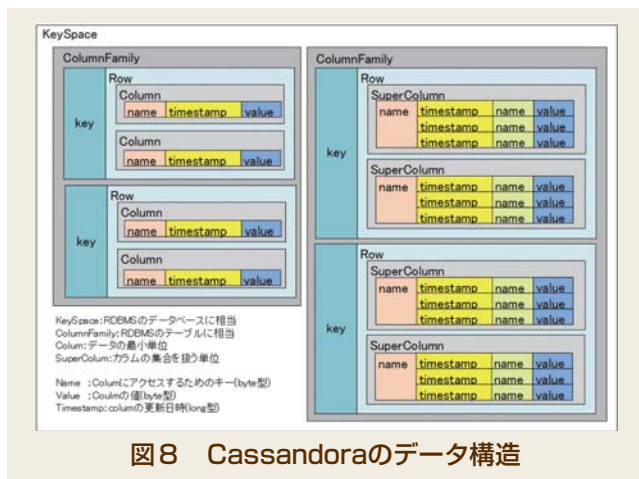 KeySpace
ColumnFamily
key
Row
Column
name timestamp value
Column
name timestamp value
key
Row
Column
name timestamp value
Column
name timestamp value
KeySpece:RDBMSのデータベースに相当
ColumnFamily:RDBMSのテーブルに相当
Colum:データの最小単位
SuperColum:カラムの集合を扱う単位
Name :Columにアクセスするためのキー(byte型)
Value :Coulmの値(byte型)
Timestamp:columの更新日時(long型)
ColumnFamily
key
Row
SuperColumn
name timestamp name value
timestamp name value
timestamp name value
SuperColumn
name timestamp name value
timestamp name value
timestamp name value
key
Row
SuperColumn
name timestamp name value
timestamp name value
timestamp name value
SuperColumn
name timestamp name value
timestamp name value
timestamp name value
図8 Cassandoraのデータ構造